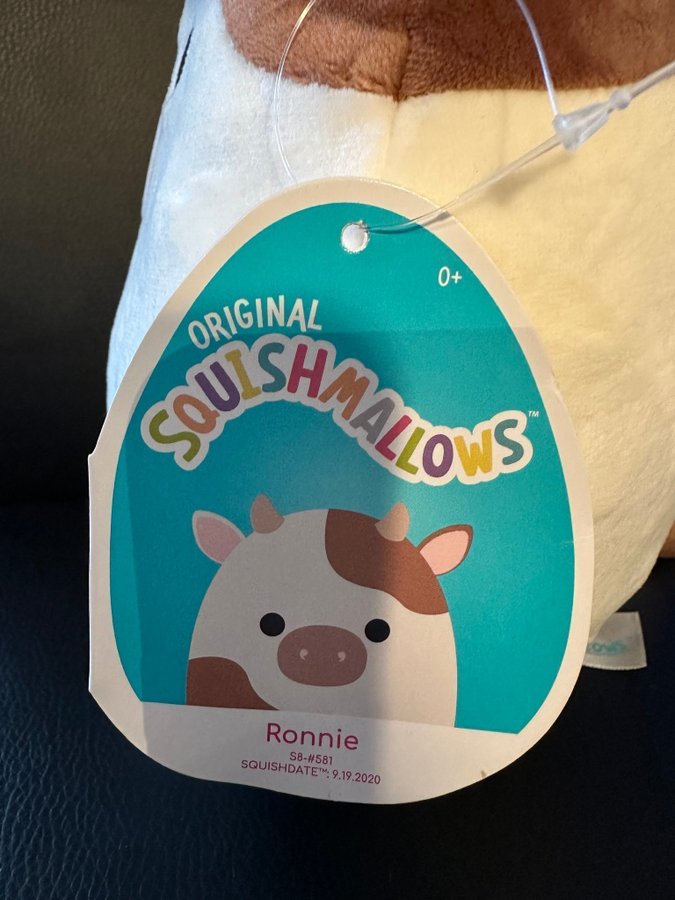 0+
ORIGINAL
SQUISHMALLOWS™
Ronnie
S8-#581
SQUISHDATE™: 9.19.2020